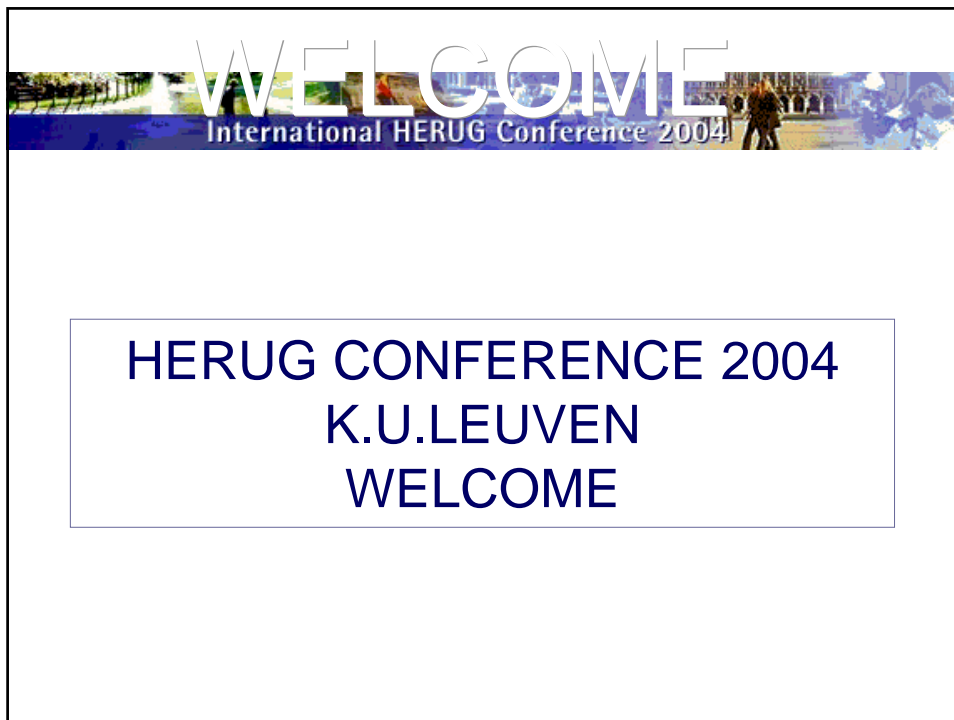 WELCOME
International HERUG Conference 2004
HERUG CONFERENCE 2004
K.U.LEUVEN
WELCOME